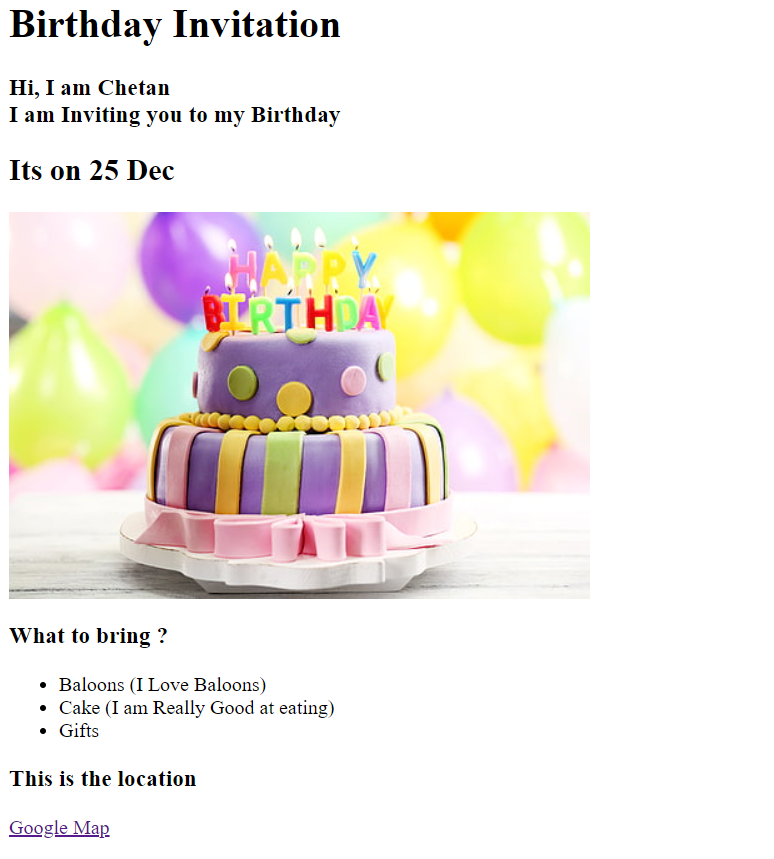 Birthday Invitation
Hi, I am Chetan
I am Inviting you to my Birthday
Its on 25 Dec
HAPPY
BIRTHDAY
What to bring ?
Baloons (I Love Baloons)
Cake (I am Really Good at eating)
Gifts
This is the location
Google Map